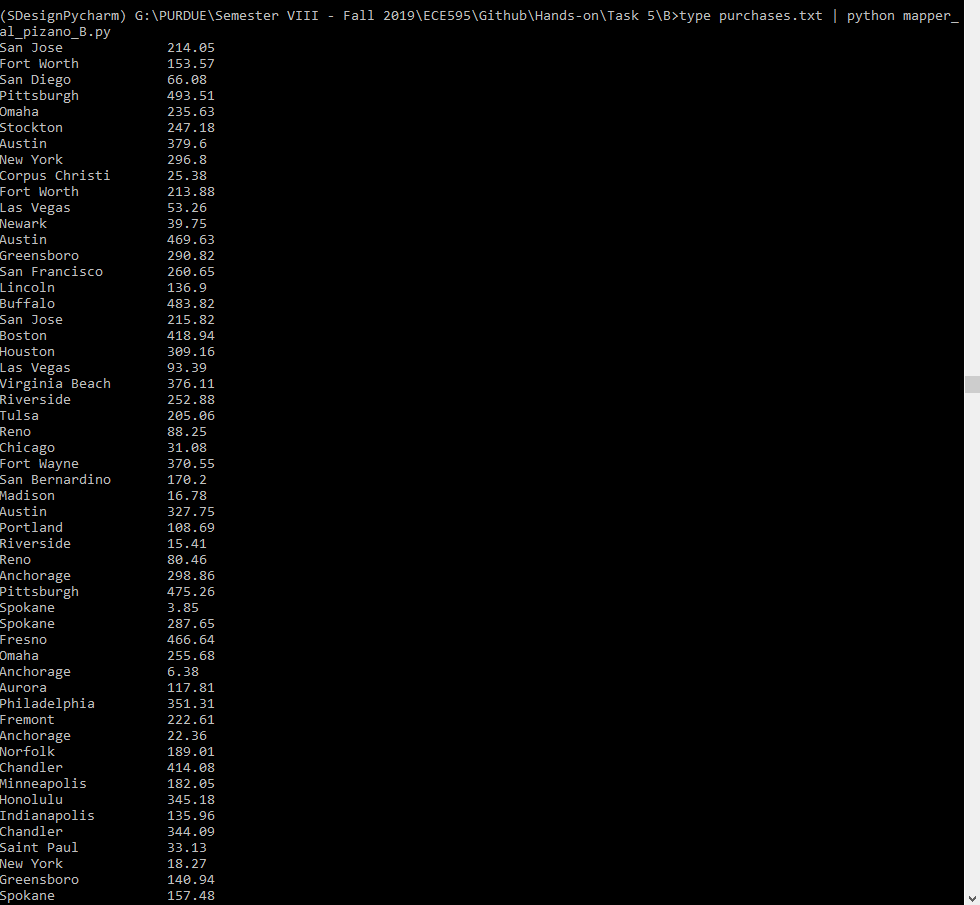 (SDesignPycharm) G:\PURDUE\Semester VIII - Fall 2019\ECE595\Github\Hands-on\Task 5\B>type purchases.txt | python mapper_
al_pizano_B.py
San Jose 214.05
Fort Worth 153.57
San Diego 66.08
Pittsburgh 493.51
Omaha 235.63
Stockton 247.18
Austin 379.6
New York 296.8
Corpus Christi 25.38
Fort Worth 213.88
Las Vegas 53.26
Newark 39.75
Austin 469.63
Greensboro 290.82
San Francisco 260.65
Lincoln 136.9
Buffalo 483.82
San Jose 215.82
Boston 418.94
Houston 309.16
Las Vegas 93.39
Virginia Beach 376.11
Riverside 252.88
Tulsa 205.06
Reno 88.25
Chicago 31.08
Fort Wayne 370.55
San Bernardino 170.2
Madison 16.78
Austin 327.75
Portland 108.69
Riverside 15.41
Reno 80.46
Anchorage 298.86
Pittsburgh 475.26
Spokane 3.85
Spokane 287.65
Fresno 466.64
Omaha 255.68
Anchorage 6.38
Aurora 117.81
Philadelphia 351.31
Fremont 222.61
Anchorage 22.36
Norfolk 189.01
Chandler 414.08
Minneapolis 182.05
Honolulu 345.18
Indianapolis 135.96
Chandler 344.09
Saint Paul 33.13
New York 18.27
Greensboro 140.94
Spokane 157.48